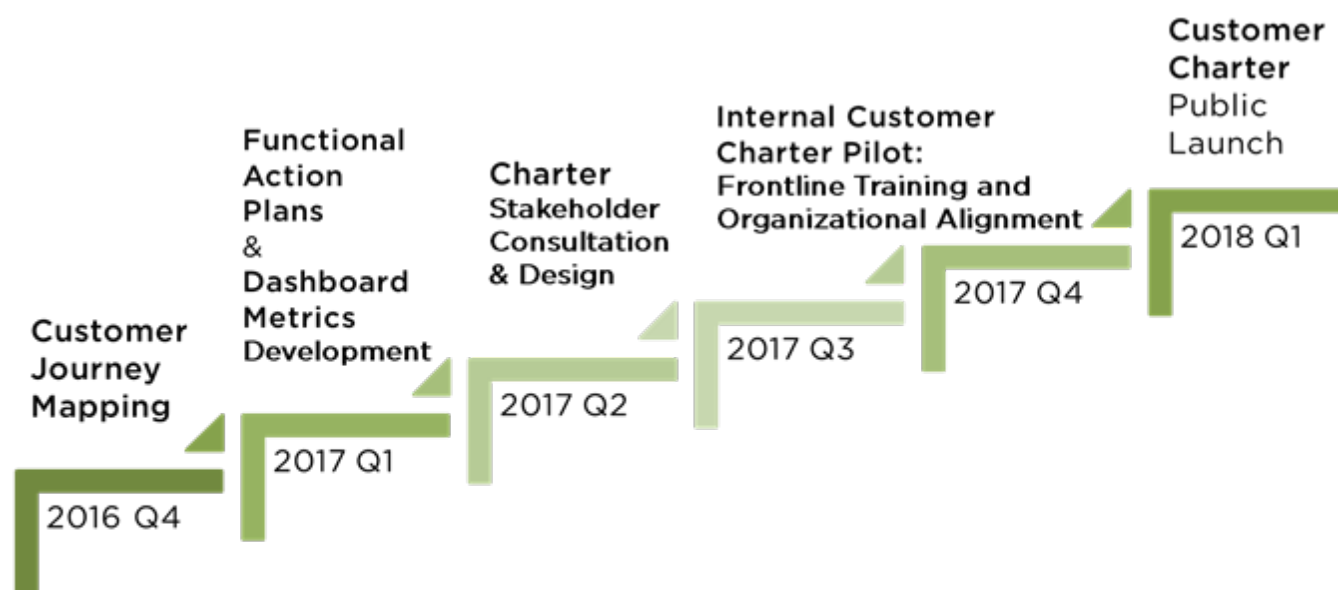 Customer
Journey
Mapping
2016 Q4
Functional
Action
Plans
&
Dashboard
Metrics
Development
2017 Q1
Charter
Stakeholder
Consultation
& Design
2017 Q2
Internal Customer
Charter Pilot:
Frontline Training and
Organizational Alignment
2017 Q3
2017 Q4
Customer
Charter
Public
Launch
2018 Q1